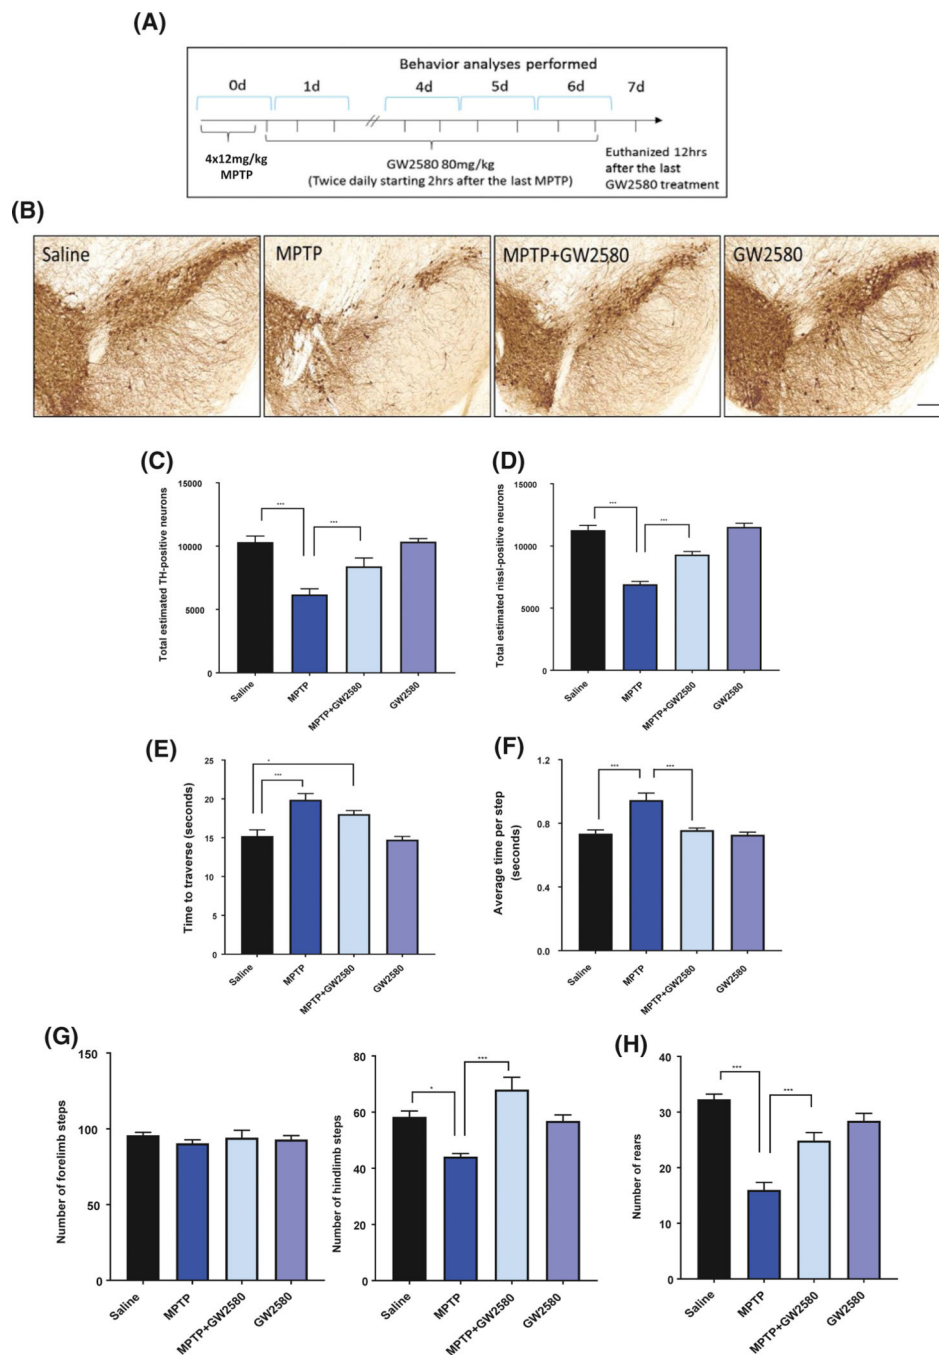 (A)
Behavior analyses performed
0d 1d 4d 5d 6d 7d
4x12mg/kg
MPTP
GW2580 80mg/kg
(Twice daily starting 2hrs after the last MPTP)
Euthanized 12hrs
after the last
GW2580 treatment
(B)
Saline
MPTP
MPTP+GW2580
GW2580
(C)
Total estimated TH-positive neurons
15000
10000
5000
0
***
***
Saline
MPTP
MPTP+GW2580
GW2580
(D)
Total estimated nissl-positive neurons
15000
10000
5000
0
***
***
Saline
MPTP
MPTP+GW2580
GW2580
(E)
Time to traverse (seconds)
25
20
15
10
5
0
*
***
Saline
MPTP
MPTP+GW2580
GW2580
(F)
Average time per step
(seconds)
1.2
0.8
0.4
0.0
***
***
Saline
MPTP
MPTP+GW2580
GW2580
(G)
Number of forelimb steps
150
100
50
0
Saline
MPTP
MPTP+GW2580
GW2580
Number of hindlimb steps
80
60
40
20
0
*
***
Saline
MPTP
MPTP+GW2580
GW2580
(H)
Number of rears
40
30
20
10
0
***
***
Saline
MPTP
MPTP+GW2580
GW2580